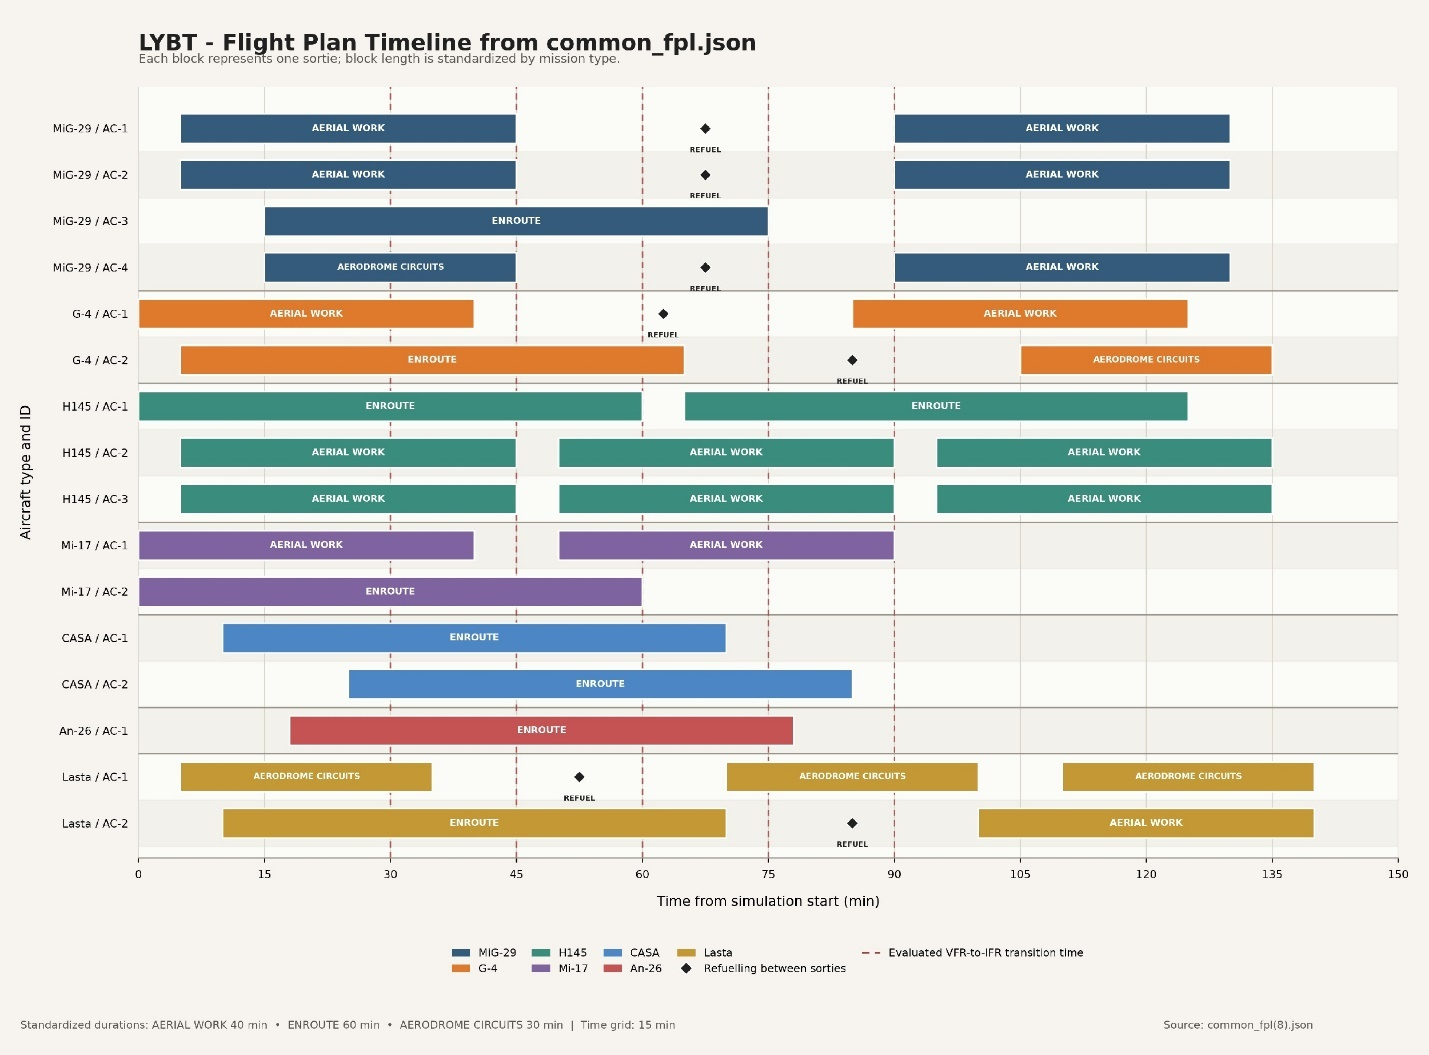 LYBT - Flight Plan Timeline from common_fpl.json
Each block represents one sortie; block length is standardized by mission type.
Aircraft type and ID
MiG-29 / AC-1 AERIAL WORK AERIAL WORK
REFUEL
MiG-29 / AC-2 AERIAL WORK AERIAL WORK
REFUEL
MiG-29 / AC-3 ENROUTE
MiG-29 / AC-4 AERODROME CIRCUITS AERIAL WORK
REFUEL
G-4 / AC-1 AERIAL WORK AERIAL WORK
REFUEL
G-4 / AC-2 ENROUTE AERODROME CIRCUITS
REFUEL
H145 / AC-1 ENROUTE ENROUTE
H145 / AC-2 AERIAL WORK AERIAL WORK AERIAL WORK
H145 / AC-3 AERIAL WORK AERIAL WORK AERIAL WORK
Mi-17 / AC-1 AERIAL WORK AERIAL WORK
Mi-17 / AC-2 ENROUTE
CASA / AC-1 ENROUTE
CASA / AC-2 ENROUTE
An-26 / AC-1 ENROUTE
Lasta / AC-1 AERODROME CIRCUITS AERODROME CIRCUITS AERODROME CIRCUITS
REFUEL
Lasta / AC-2 ENROUTE AERIAL WORK
REFUEL
0 15 30 45 60 75 90 105 120 135 150
Time from simulation start (min)
MiG-29 H145 CASA Lasta Evaluated VFR-to-IFR transition time
G-4 Mi-17 An-26 Refuelling between sorties
Standardized durations: AERIAL WORK 40 min • ENROUTE 60 min • AERODROME CIRCUITS 30 min | Time grid: 15 min Source: common_fpl(8).json